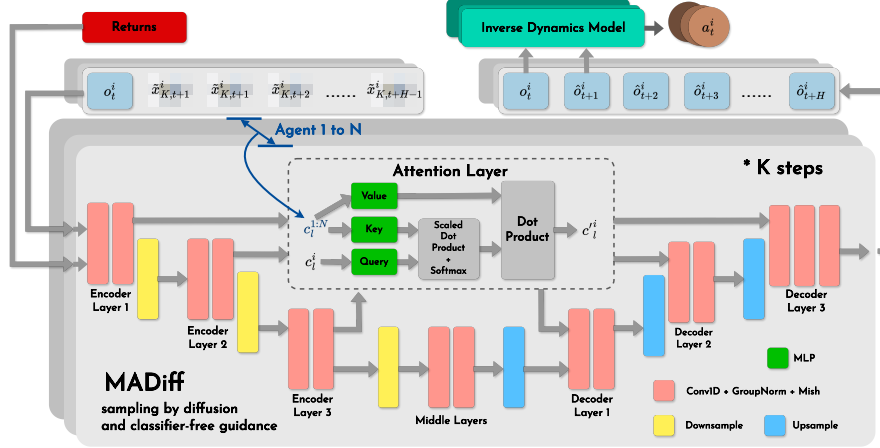 Returns
Inverse Dynamics Model
a_t^i
o_t^i x̃_{K,t+1}^i x̃_{K,t+1}^i x̃_{K,t+2}^i ...... x̃_{K,t+H-1}^i
o_t^i ô_{t+1}^i ô_{t+2}^i ô_{t+3}^i ...... ô_{t+H}^i
Agent 1 to N
Attention Layer
* K steps
Value
c_l^{1:N}
Key
Scaled
Dot
Product
+
Softmax
Dot
Product
c'_l^i
c_l^i
Query
Encoder
Layer 1
Encoder
Layer 2
Encoder
Layer 3
Middle Layers
Decoder
Layer 1
Decoder
Layer 2
Decoder
Layer 3
MADiff
sampling by diffusion
and classifier-free guidance
MLP
Conv1D + GroupNorm + Mish
Downsample
Upsample